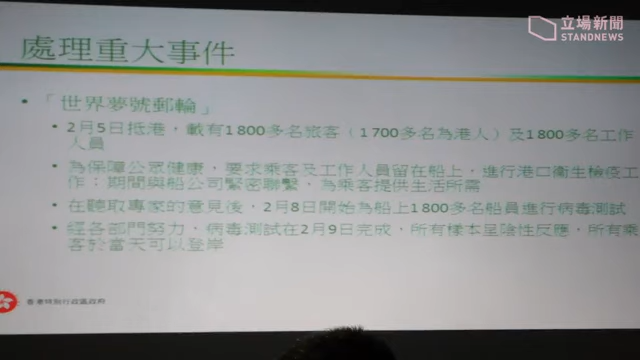 立場新聞
STANDNEWS
處理重大事件
•「世界夢號郵輪」
• 2月5日抵港，載有1800多名旅客（1700多名為港人）及1800多名工作
人員
• 為保障公眾健康，要求乘客及工作人員留在船上，進行港口衞生檢疫工
作；期間與船公司緊密聯繫，為乘客提供生活所需
• 在聽取專家的意見後，2月8日開始為船上1800多名船員進行病毒測試
• 經各部門努力，病毒測試在2月9日完成，所有樣本呈陰性反應，所有乘
客於當天可以登岸
香港特別行政區政府